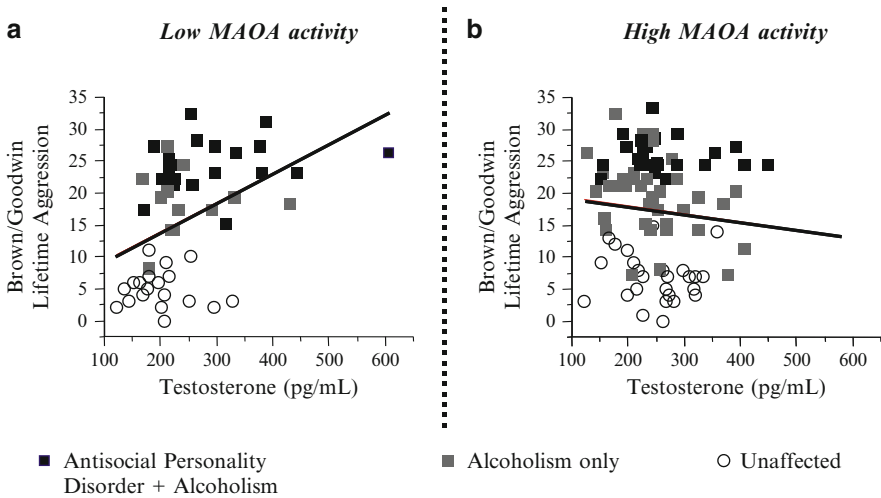 a
Low MAOA activity
Brown/Goodwin
Lifetime Aggression
35
30
25
20
15
10
5
0
100 200 300 400 500 600
Testosterone (pg/mL)
b
High MAOA activity
Brown/Goodwin
Lifetime Aggression
35
30
25
20
15
10
5
0
100 200 300 400 500 600
Testosterone (pg/mL)
Antisocial Personality
Disorder + Alcoholism
Alcoholism only
Unaffected